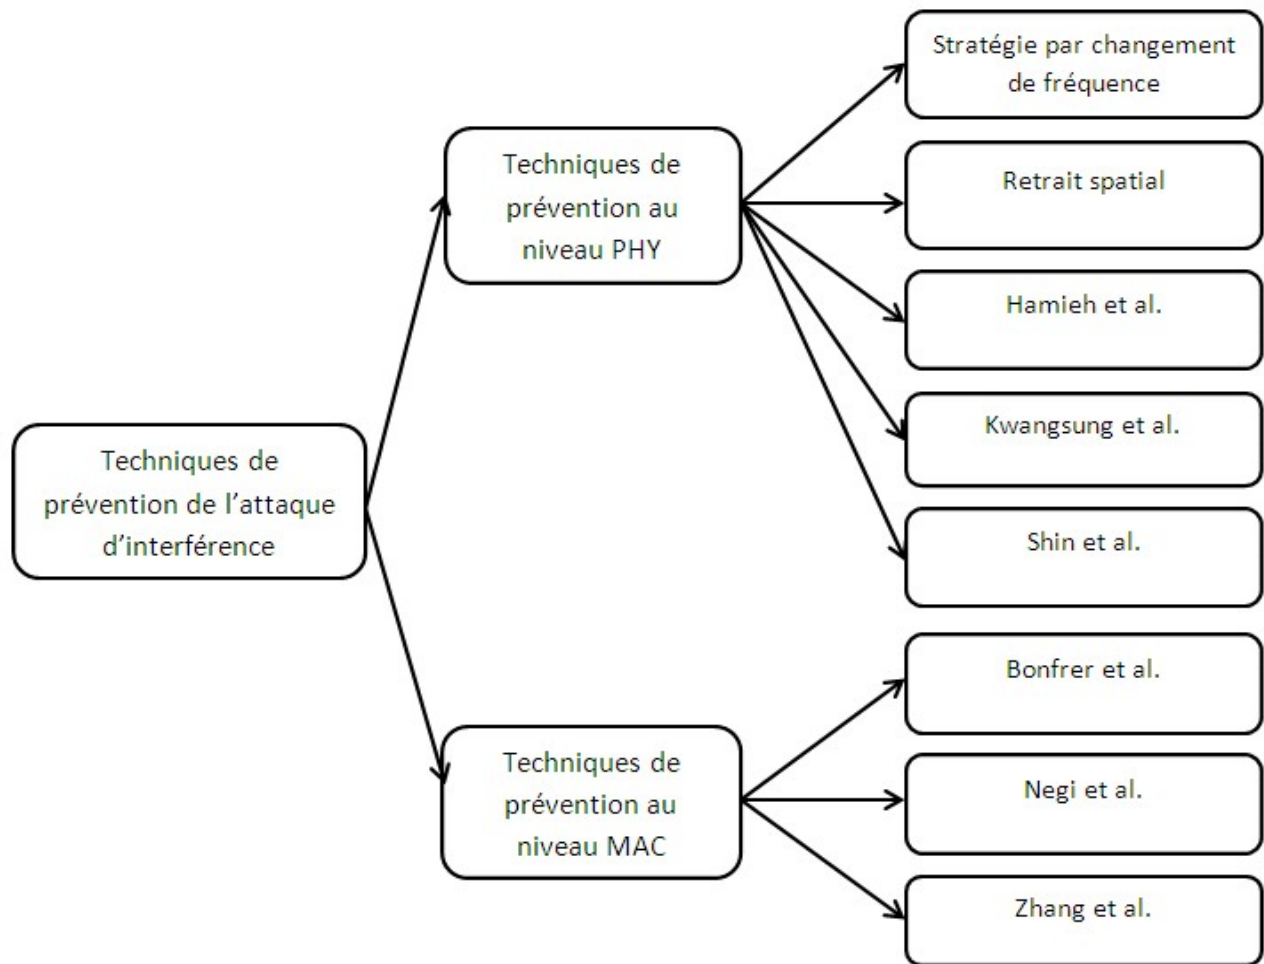 Techniques de
prévention de l’attaque
d’interférence
Techniques de
prévention au
niveau PHY
Stratégie par changement
de fréquence
Retrait spatial
Hamieh et al.
Kwangsung et al.
Shin et al.
Techniques de
prévention au
niveau MAC
Bonfrer et al.
Negi et al.
Zhang et al.